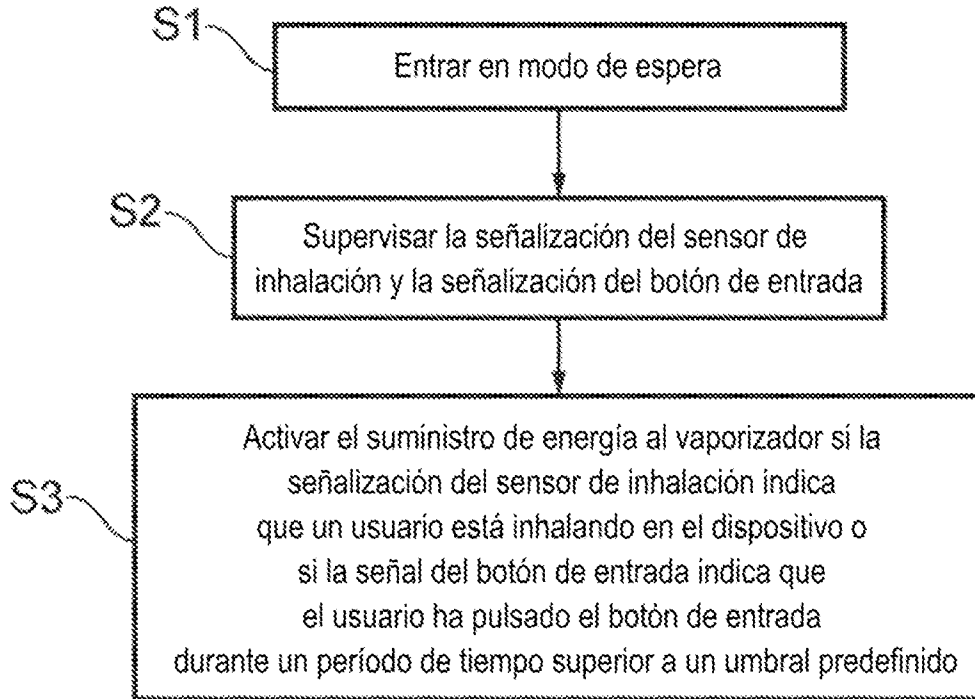 S1
Entrar en modo de espera
S2
Supervisar la señalización del sensor de
inhalación y la señalización del botón de entrada
S3
Activar el suministro de energía al vaporizador si la
señalización del sensor de inhalación indica
que un usuario está inhalando en el dispositivo o
si la señal del botón de entrada indica que
el usuario ha pulsado el botón de entrada
durante un período de tiempo superior a un umbral predefinido